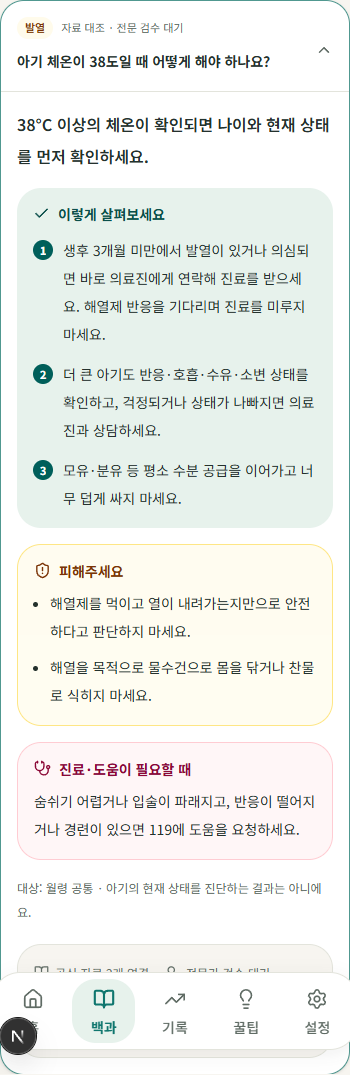 발열 자료 대조 · 전문 검수 대기
아기 체온이 38도일 때 어떻게 해야 하나요?
38°C 이상의 체온이 확인되면 나이와 현재 상태
를 먼저 확인하세요.
이렇게 살펴보세요
1 생후 3개월 미만에서 발열이 있거나 의심되
면 바로 의료진에게 연락해 진료를 받으세
요. 해열제 반응을 기다리며 진료를 미루지
마세요.
2 더 큰 아기도 반응·호흡·수유·소변 상태를
확인하고, 걱정되거나 상태가 나빠지면 의료
진과 상담하세요.
3 모유·분유 등 평소 수분 공급을 이어가고 너
무 덥게 싸지 마세요.
피해주세요
• 해열제를 먹이고 열이 내려가는지만으로 안전
하다고 판단하지 마세요.
• 해열을 목적으로 물수건으로 몸을 닦거나 찬물
로 식히지 마세요.
진료·도움이 필요할 때
숨쉬기 어렵거나 입술이 파래지고, 반응이 떨어지
거나 경련이 있으면 119에 도움을 요청하세요.
대상: 월령 공통 · 아기의 현재 상태를 진단하는 결과는 아니에
요.
백과 기록 꿀팁 설정
N